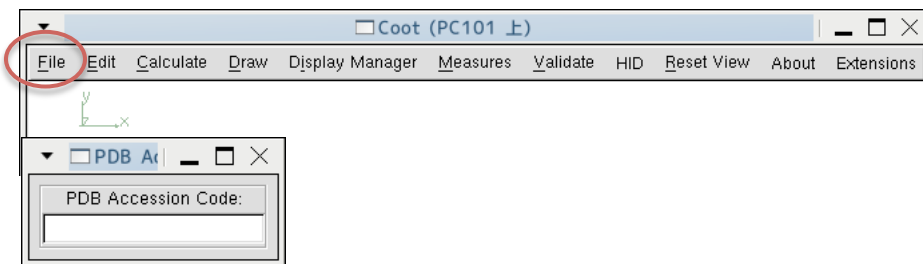 Coot (PC101 上)
File Edit Calculate Draw Display Manager Measures Validate HID Reset View About Extensions
y
z x
PDB Ac
PDB Accession Code: